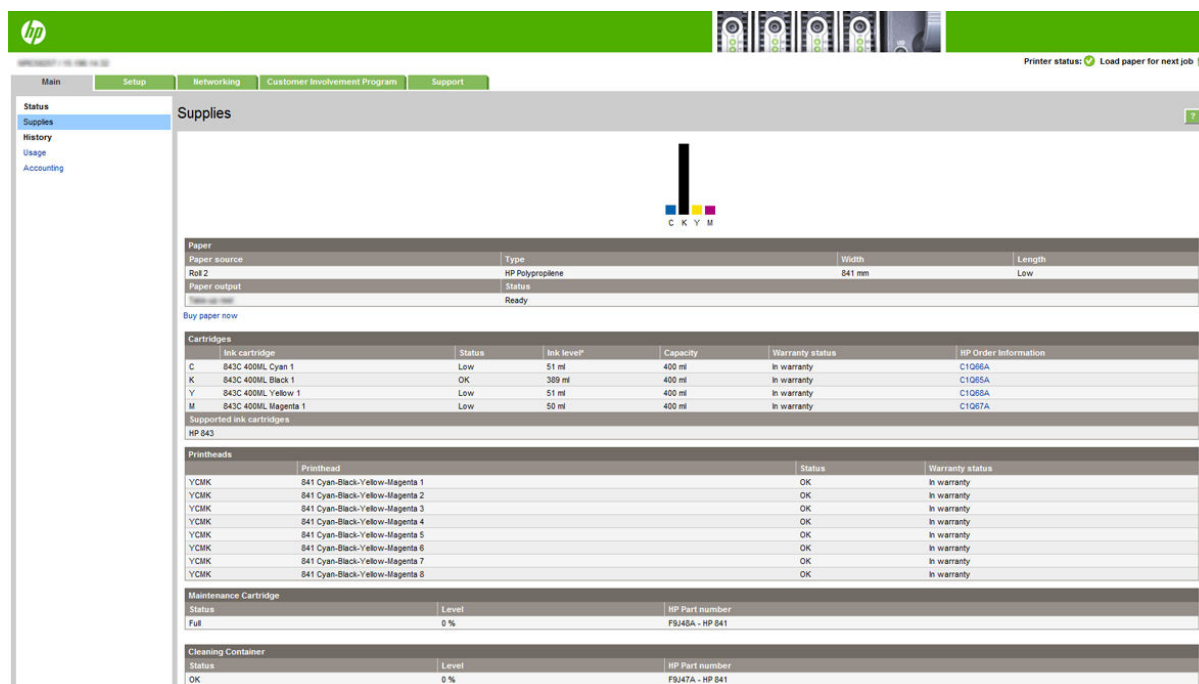 hp
Printer status: Load paper for next job
Main Setup Networking Customer Involvement Program Support
Status
Supplies
History
Usage
Accounting
Supplies
?
C K Y M
Paper
Paper source Type Width Length
Roll 2 HP Polypropilene 841 mm Low
Paper output Status
Ready
Buy paper now
Cartridges
Ink cartridge Status Ink level* Capacity Warranty status HP Order Information
C 843C 400ML Cyan 1 Low 51 ml 400 ml In warranty C1Q66A
K 843C 400ML Black 1 OK 389 ml 400 ml In warranty C1Q65A
Y 843C 400ML Yellow 1 Low 51 ml 400 ml In warranty C1Q68A
M 843C 400ML Magenta 1 Low 50 ml 400 ml In warranty C1Q67A
Supported ink cartridges
HP 843
Printheads
Printhead Status Warranty status
YCMK 841 Cyan-Black-Yellow-Magenta 1 OK In warranty
YCMK 841 Cyan-Black-Yellow-Magenta 2 OK In warranty
YCMK 841 Cyan-Black-Yellow-Magenta 3 OK In warranty
YCMK 841 Cyan-Black-Yellow-Magenta 4 OK In warranty
YCMK 841 Cyan-Black-Yellow-Magenta 5 OK In warranty
YCMK 841 Cyan-Black-Yellow-Magenta 6 OK In warranty
YCMK 841 Cyan-Black-Yellow-Magenta 7 OK In warranty
YCMK 841 Cyan-Black-Yellow-Magenta 8 OK In warranty
Maintenance Cartridge
Status Level HP Part number
Full 0 % F9J48A - HP 841
Cleaning Container
Status Level HP Part number
OK 0 % F9J47A - HP 841